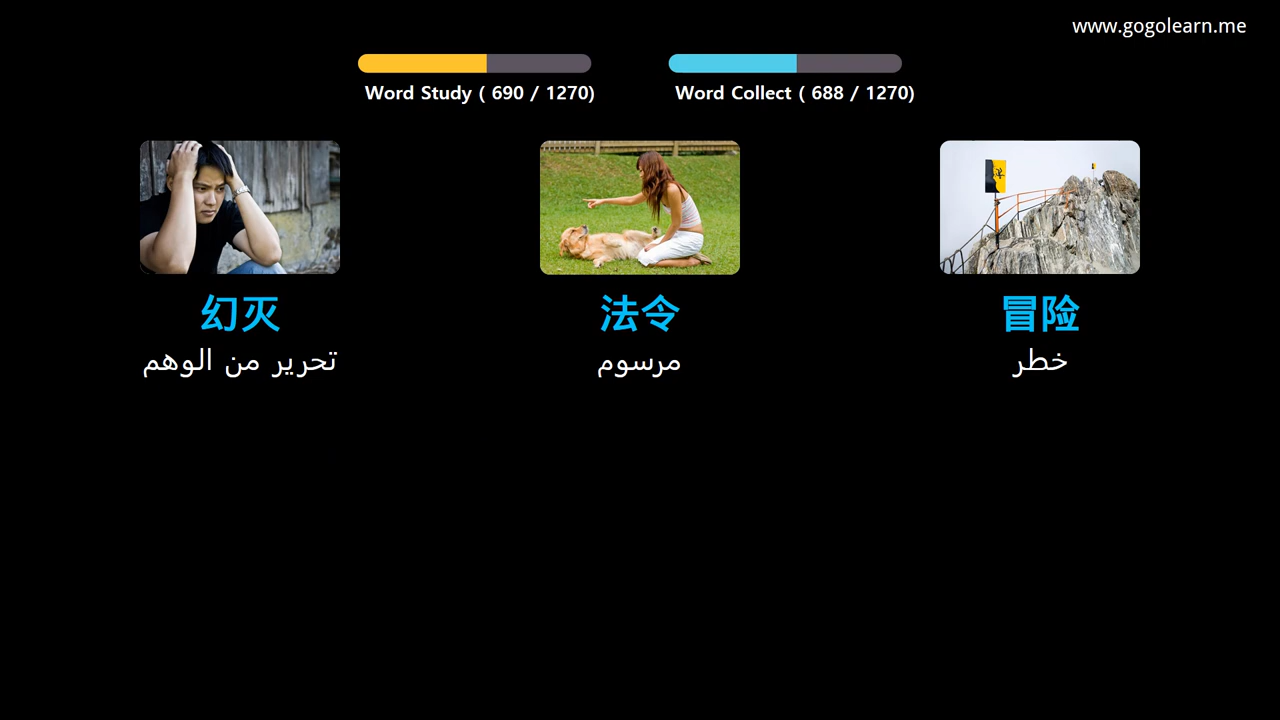 www.gogolearn.me
Word Study ( 690 / 1270)
Word Collect ( 688 / 1270)
幻灭
法令
冒险
تحرير من الوهم
مرسوم
خطر